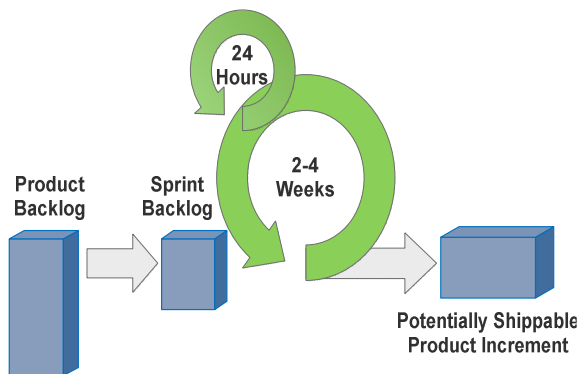 24
Hours
2-4
Weeks
Product
Backlog
Sprint
Backlog
Potentially Shippable
Product Increment